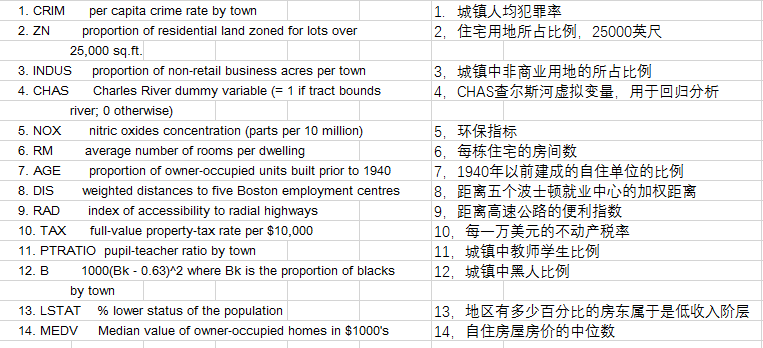 1. CRIM per capita crime rate by town
1. 城镇人均犯罪率
2. ZN proportion of residential land zoned for lots over
2, 住宅用地所占比例, 25000英尺
25,000 sq.ft.
3. INDUS proportion of non-retail business acres per town
3, 城镇中非商业用地的所占比例
4. CHAS Charles River dummy variable (= 1 if tract bounds
4, CHAS查尔斯河虚拟变量, 用于回归分析
river; 0 otherwise)
5. NOX nitric oxides concentration (parts per 10 million)
5, 环保指标
6. RM average number of rooms per dwelling
6, 每栋住宅的房间数
7. AGE proportion of owner-occupied units built prior to 1940
7, 1940年以前建成的自住单位的比例
8. DIS weighted distances to five Boston employment centres
8, 距离五个波士顿就业中心的加权距离
9. RAD index of accessibility to radial highways
9, 距离高速公路的便利指数
10. TAX full-value property-tax rate per $10,000
10, 每一万美元的不动产税率
11. PTRATIO pupil-teacher ratio by town
11, 城镇中教师学生比例
12. B 1000(Bk - 0.63)^2 where Bk is the proportion of blacks
12, 城镇中黑人比例
by town
13. LSTAT % lower status of the population
13, 地区有多少百分比的房东属于是低收入阶层
14. MEDV Median value of owner-occupied homes in $1000's
14, 自住房屋房价的中位数